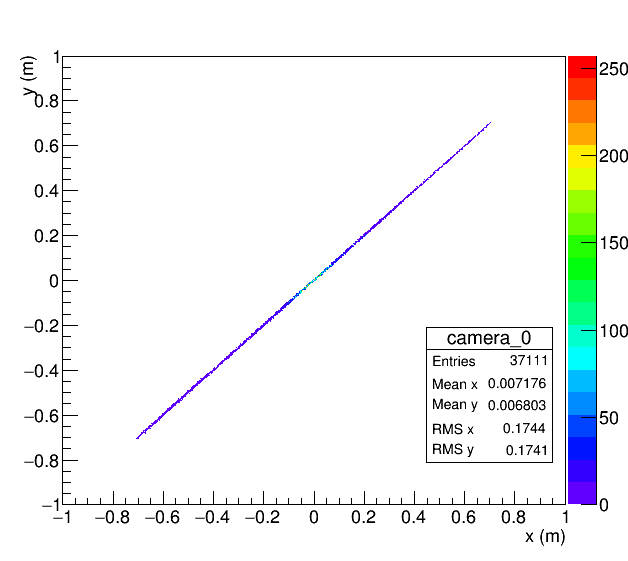 y (m)
1
0.8
0.6
0.4
0.2
0
−0.2
−0.4
−0.6
−0.8
−1
250
200
150
100
50
0
camera_0
Entries 37111
Mean x 0.007176
Mean y 0.006803
RMS x 0.1744
RMS y 0.1741
−1 −0.8 −0.6 −0.4 −0.2 0 0.2 0.4 0.6 0.8 1
x (m)